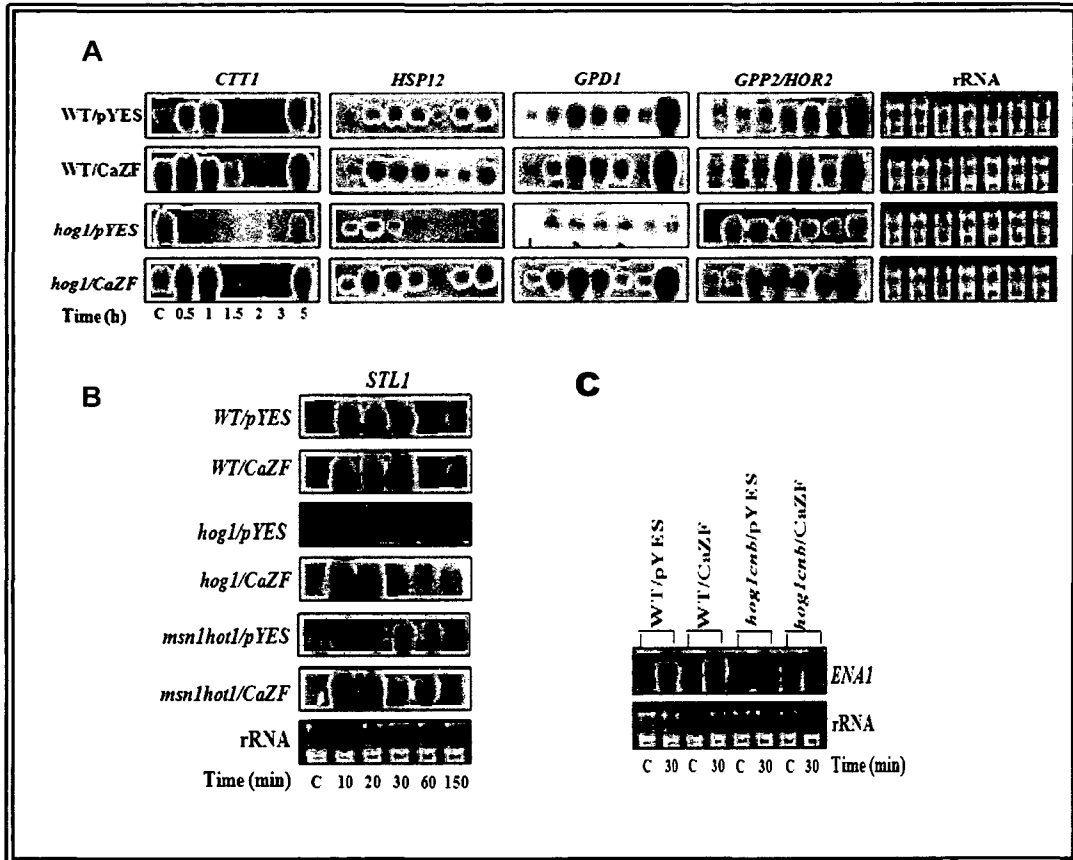 A
CTT1 HSP12 GPD1 GPP2/HOR2 rRNA
WT/pYES
WT/CaZF
hog1/pYES
hog1/CaZF
Time (h) C 0.5 1 1.5 2 3 5
B
STL1
WT/pYES
WT/CaZF
hog1/pYES
hog1/CaZF
msn1hot1/pYES
msn1hot1/CaZF
rRNA
Time (min) C 10 20 30 60 150
C
WT/pYES WT/CaZF hog1cnb/pYES hog1cnb/CaZF
ENA1
rRNA
C 30 C 30 C 30 C 30 Time (min)